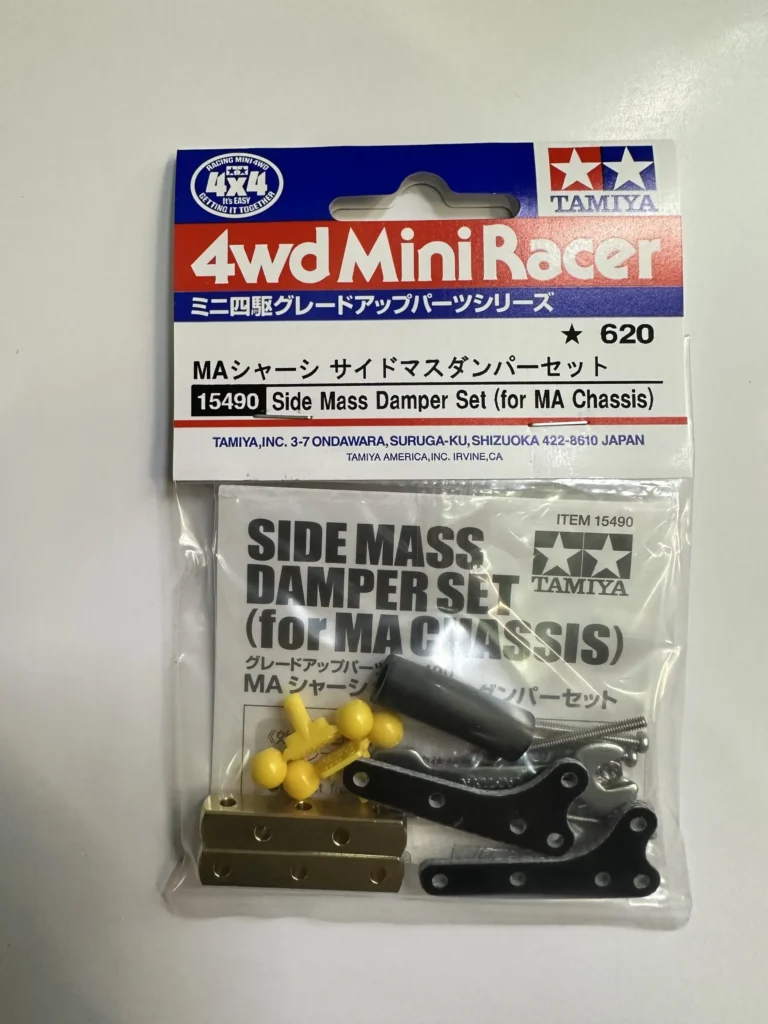 RACING MINI 4WD
4x4
It's EASY
GETTING IT TOGETHER
TAMIYA
4wd Mini Racer
ミニ四駆グレードアップパーツシリーズ
★ 620
MAシャーシ サイドマスダンパーセット
15490 Side Mass Damper Set (for MA Chassis)
TAMIYA,INC. 3-7 ONDAWARA, SURUGA-KU, SHIZUOKA 422-8610 JAPAN
TAMIYA AMERICA,INC. IRVINE,CA
ITEM 15490
TAMIYA
SIDE MASS
DAMPER SET
(for MA CHASSIS)
グレードアップパーツ
MA シャーシ ダンパーセット